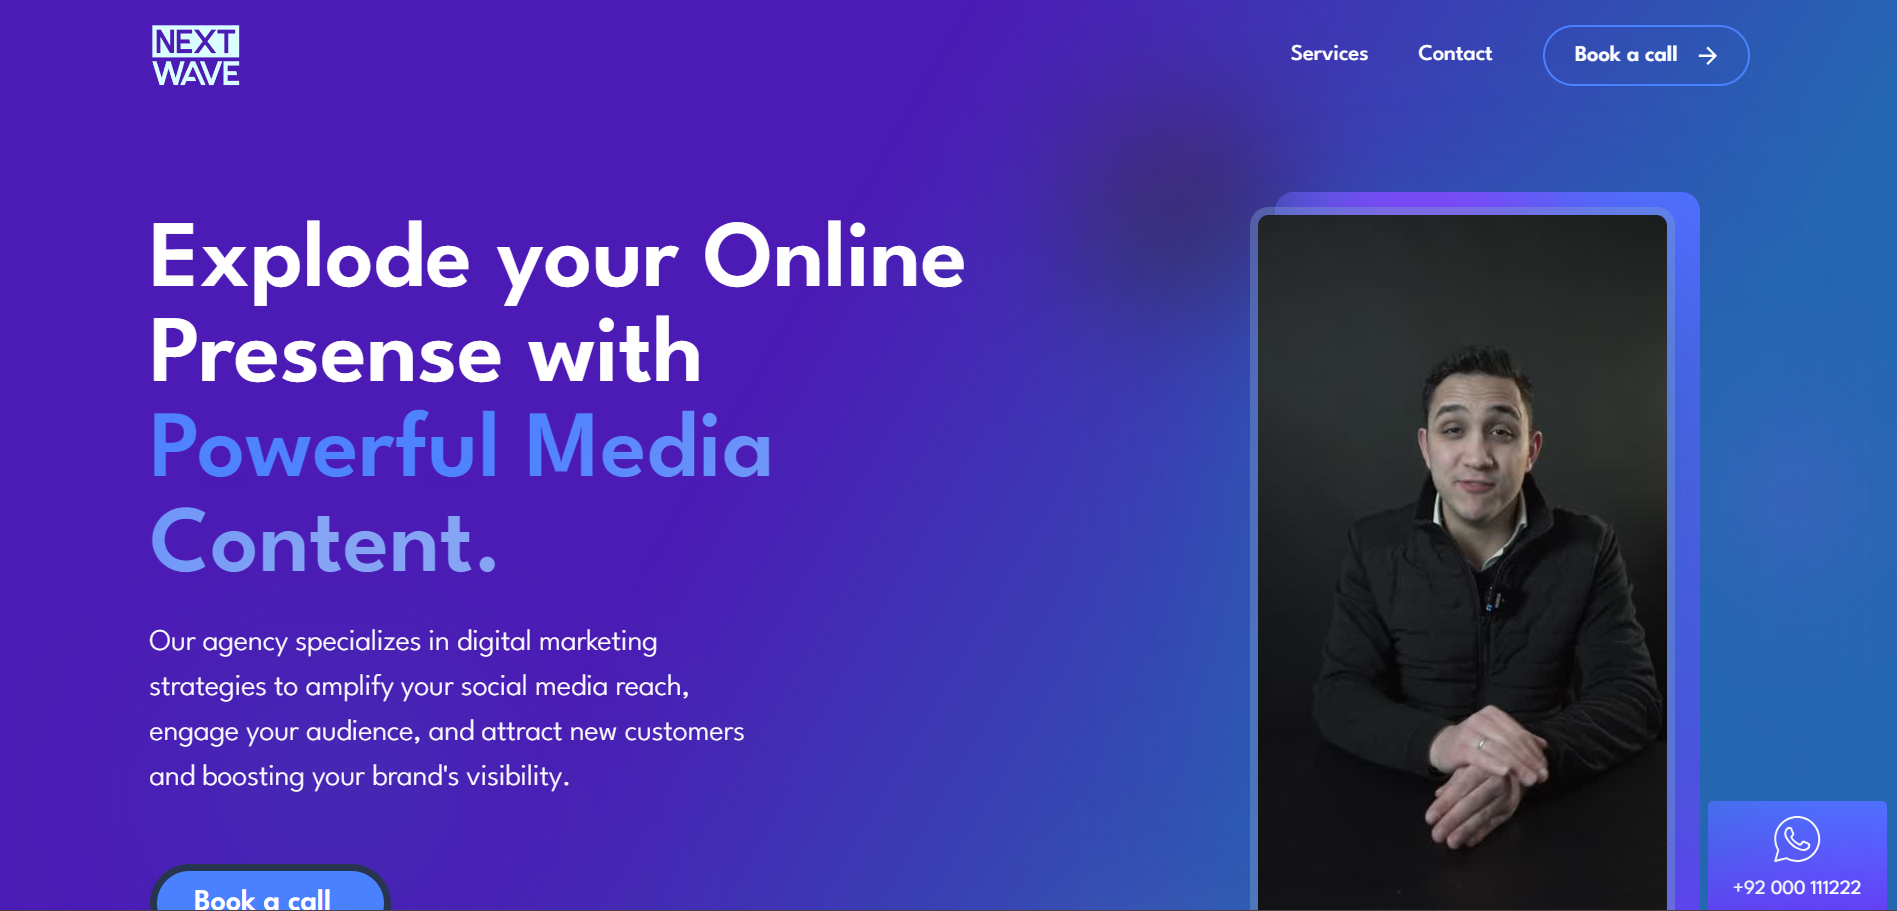 NEXT
WAVE
Services
Contact
Book a call
Explode your Online
Presense with
Powerful Media
Content.
Our agency specializes in digital marketing
strategies to amplify your social media reach,
engage your audience, and attract new customers
and boosting your brand's visibility.
Book a call
+92 000 111222